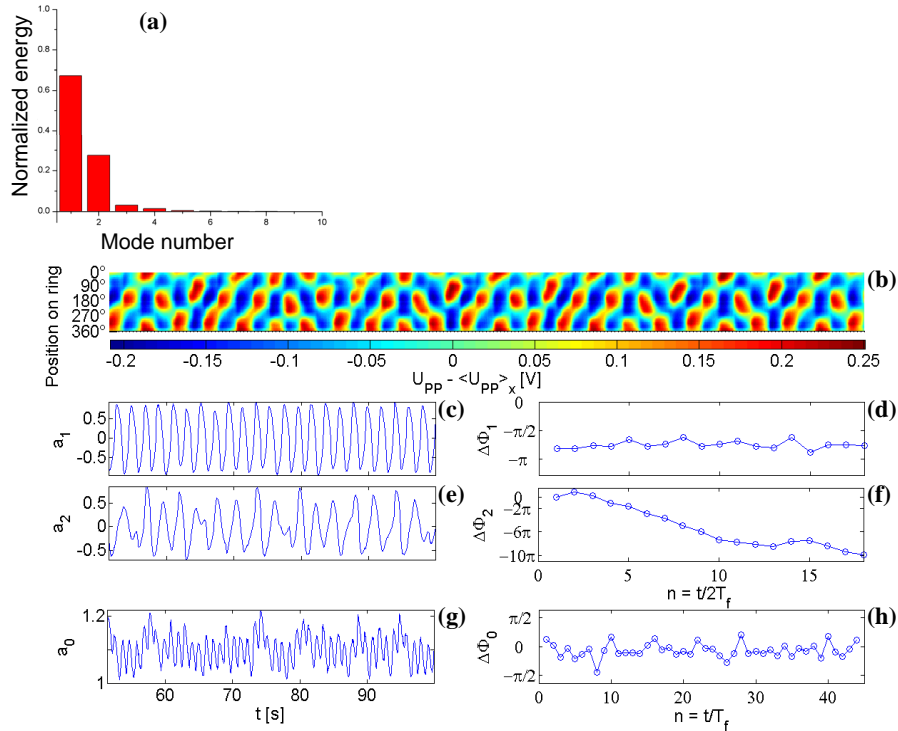 (a)
Normalized energy
1.0
0.8
0.6
0.4
0.2
0.0
2
4
6
8
10
Mode number
(b)
Position on ring
0°
90°
180°
270°
360°
-0.2
-0.15
-0.1
-0.05
0
0.05
0.1
0.15
0.2
0.25
U_PP - <U_PP>_x [V]
(c)
a_1
0.5
0
-0.5
(d)
ΔΦ_1
0
-π/2
-π
(e)
a_2
0.5
0
-0.5
(f)
ΔΦ_2
0
-2π
-6π
-10π
0
5
10
15
n = t/2T_f
(g)
a_0
1.2
1
60
70
80
90
t [s]
(h)
ΔΦ_0
π/2
0
-π/2
0
10
20
30
40
n = t/T_f